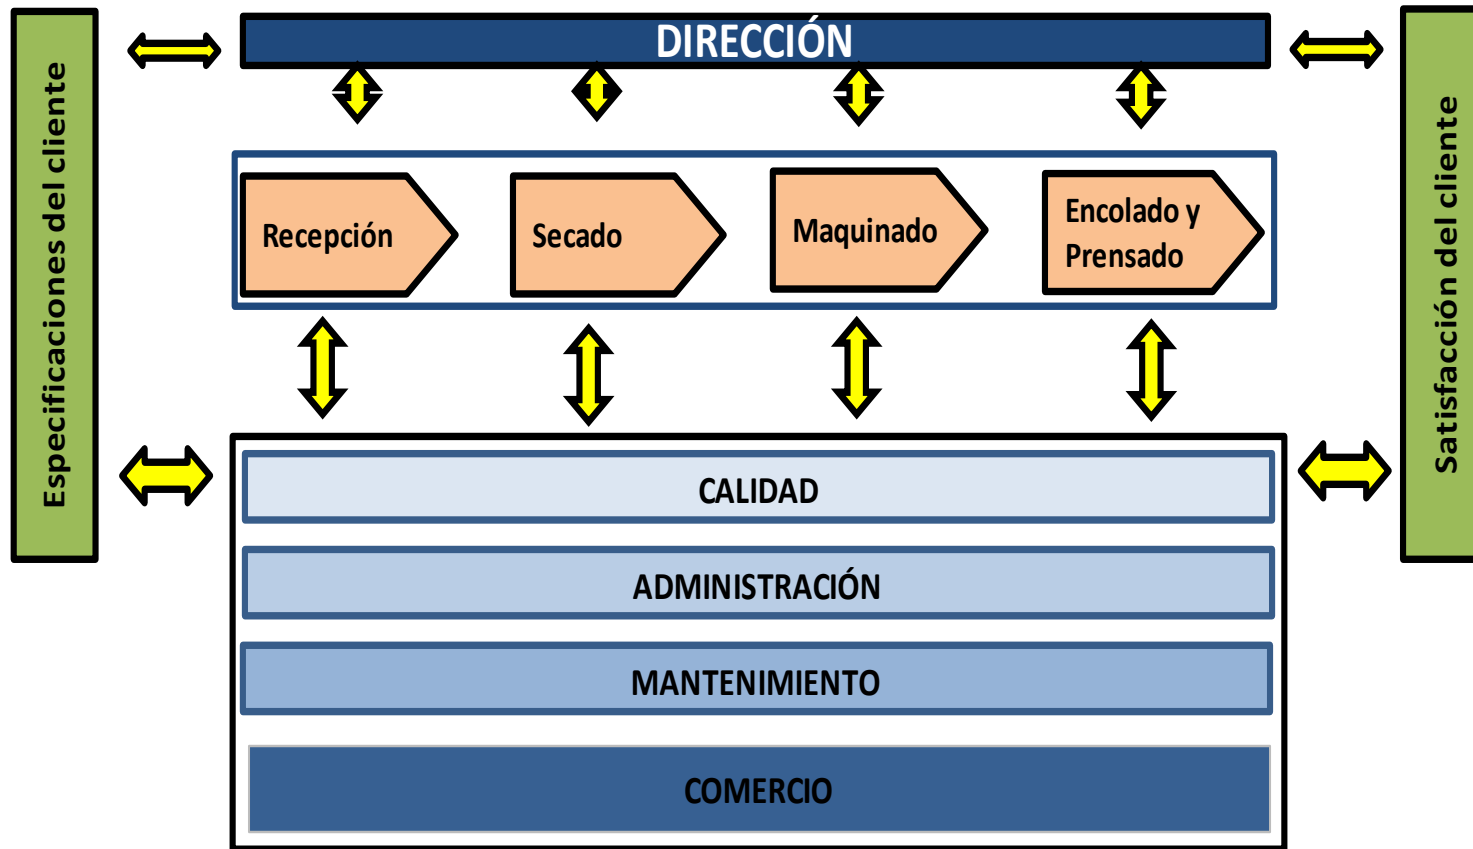 DIRECCIÓN
Especificaciones del cliente
Recepción
Secado
Maquinado
Encolado y
Prensado
Satisfacción del cliente
CALIDAD
ADMINISTRACIÓN
MANTENIMIENTO
COMERCIO